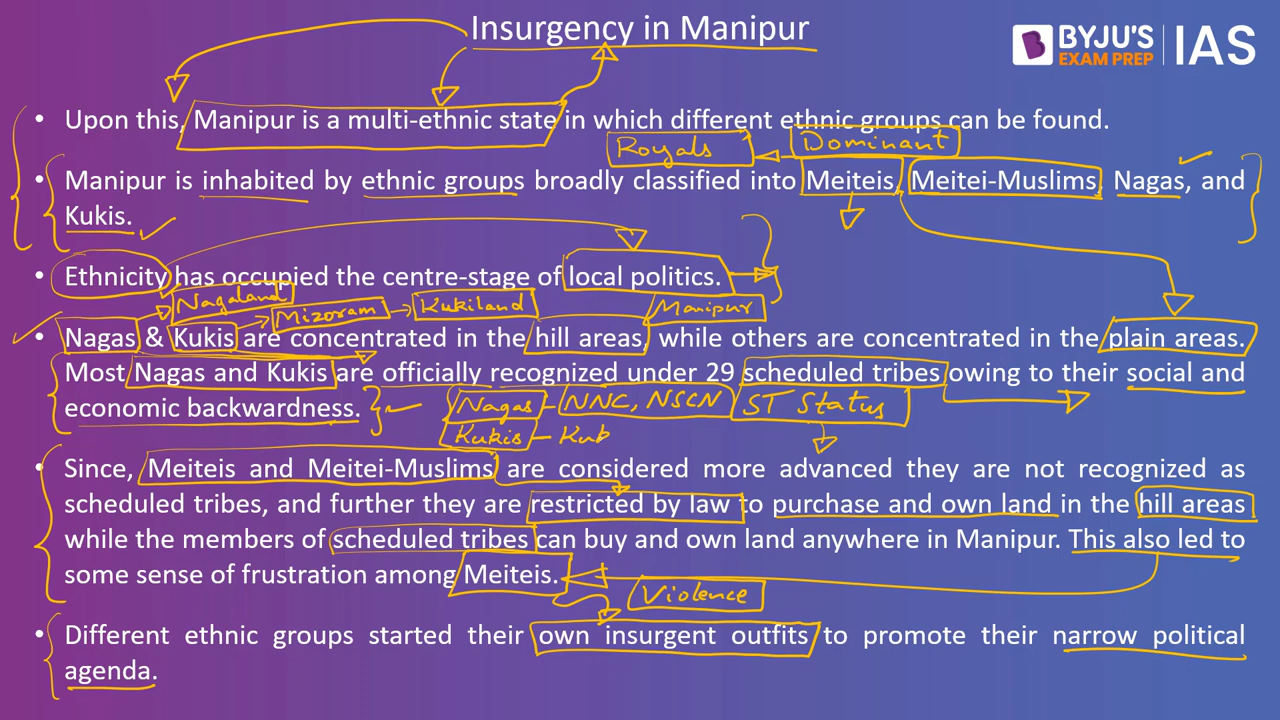 Insurgency in Manipur
BYJU'S
EXAM PREP
IAS
• Upon this, Manipur is a multi-ethnic state in which different ethnic groups can be found.
Royals
Dominant
• Manipur is inhabited by ethnic groups broadly classified into Meiteis, Meitei-Muslims, Nagas, and
Kukis.
• Ethnicity has occupied the centre-stage of local politics.
Nagaland
Mizoram
Kukiland
Manipur
• Nagas & Kukis are concentrated in the hill areas, while others are concentrated in the plain areas.
Most Nagas and Kukis are officially recognized under 29 scheduled tribes owing to their social and
economic backwardness.
Nagas - NNC, NSCN
ST Status
Kukis - Kub
• Since, Meiteis and Meitei-Muslims are considered more advanced they are not recognized as
scheduled tribes, and further they are restricted by law to purchase and own land in the hill areas
while the members of scheduled tribes can buy and own land anywhere in Manipur. This also led to
some sense of frustration among Meiteis.
Violence
• Different ethnic groups started their own insurgent outfits to promote their narrow political
agenda.